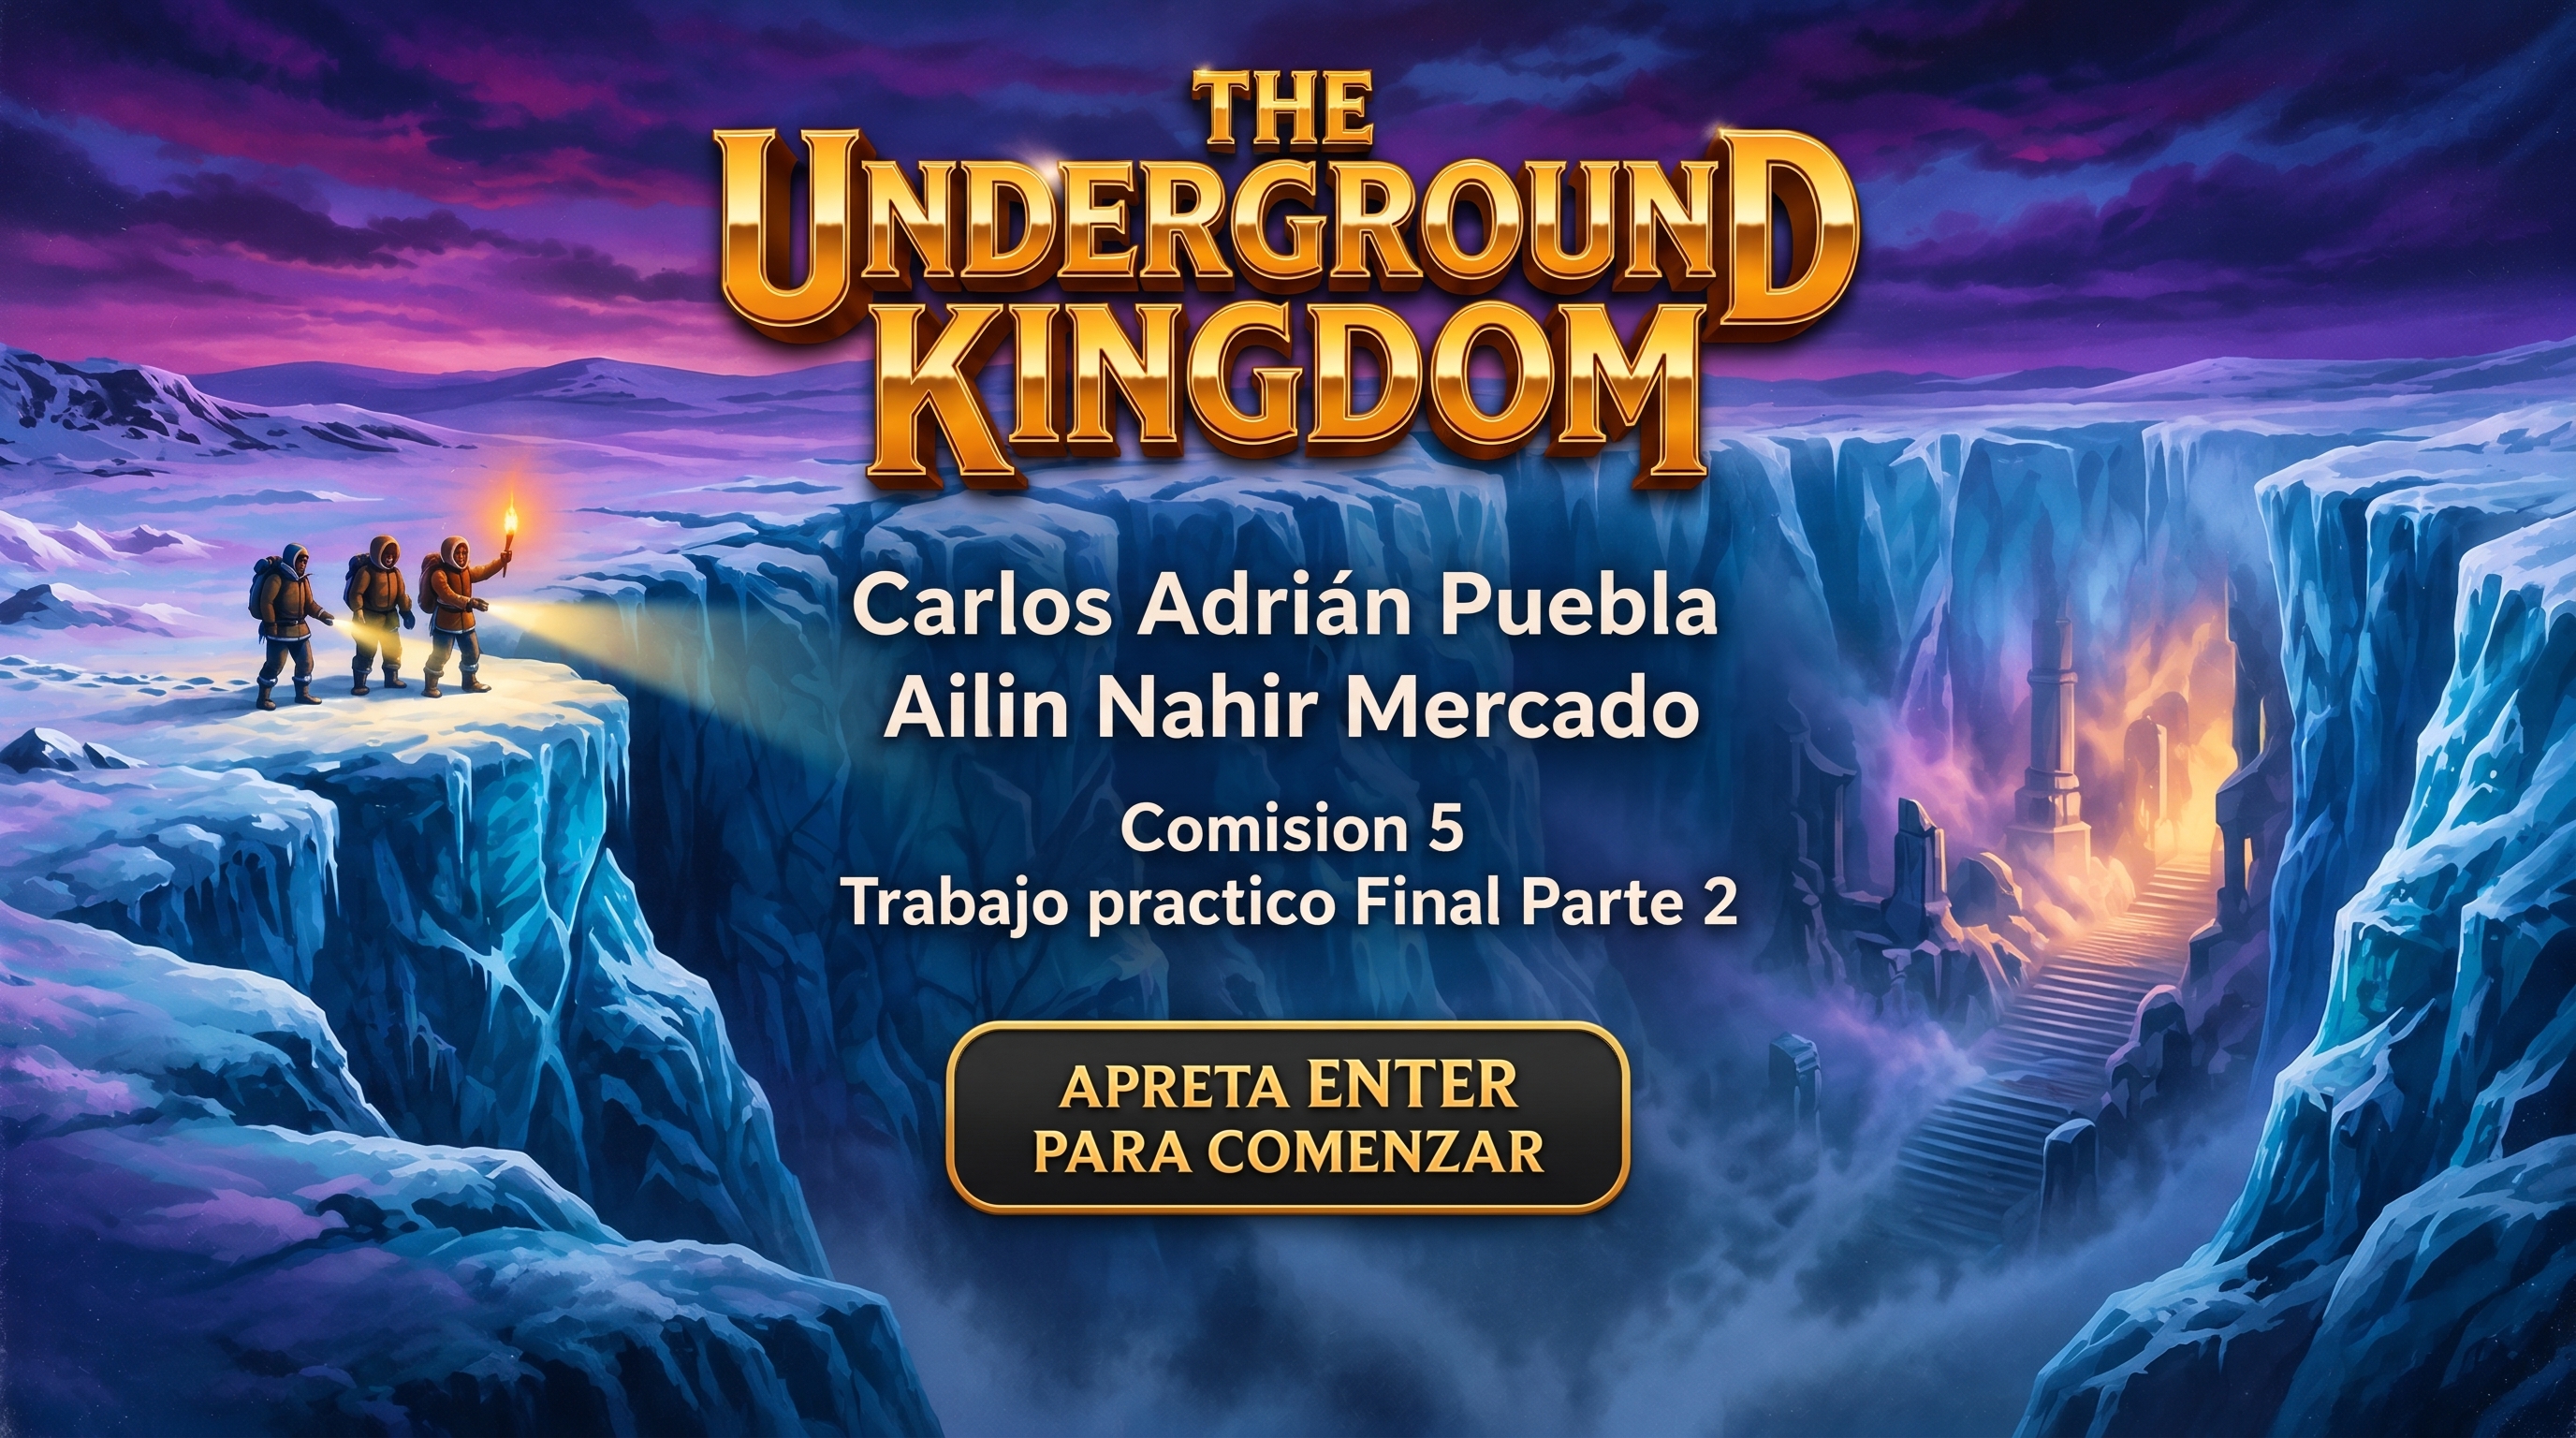 THE
UNDERGROUND
KINGDOM
Carlos Adrián Puebla
Ailin Nahir Mercado
Comision 5
Trabajo practico Final Parte 2
APRETA ENTER
PARA COMENZAR